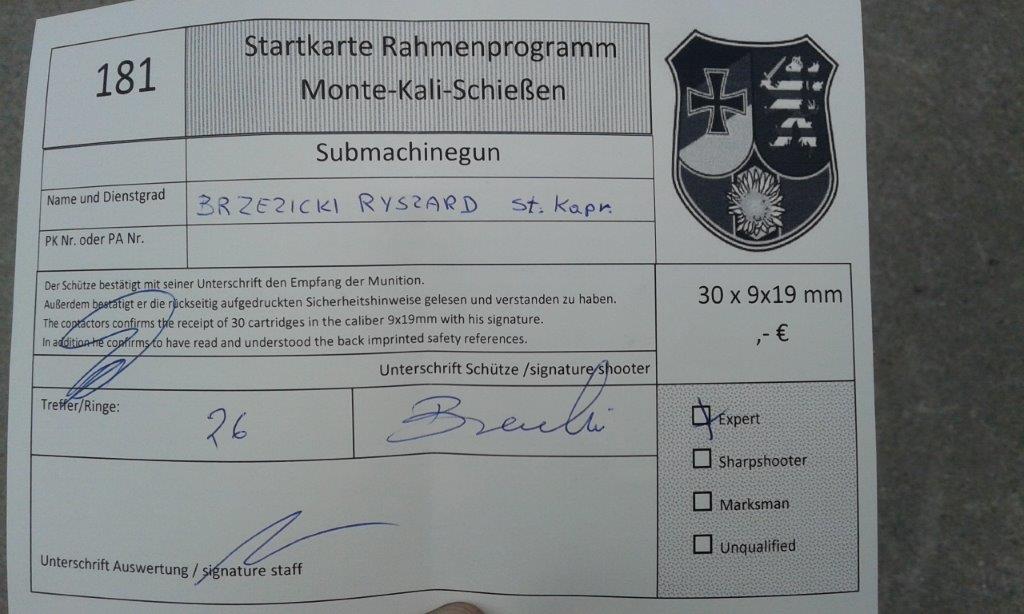 181
Startkarte Rahmenprogramm
Monte-Kali-Schießen
Submachinegun
Name und Dienstgrad
BRZEZICKI RYSZARD st. kapr.
PK Nr. oder PA Nr.
Der Schütze bestätigt mit seiner Unterschrift den Empfang der Munition.
Außerdem bestätigt er die rückseitig aufgedruckten Sicherheitshinweise gelesen und verstanden zu haben.
The contactors confirms the receipt of 30 cartridges in the caliber 9x19mm with his signature.
In addition he confirms to have read and understood the back imprinted safety references.
30 x 9x19 mm
,- €
Unterschrift Schütze /signature shooter
Treffer/Ringe:
26
Expert
Sharpshooter
Marksman
Unqualified
Unterschrift Auswertung / signature staff